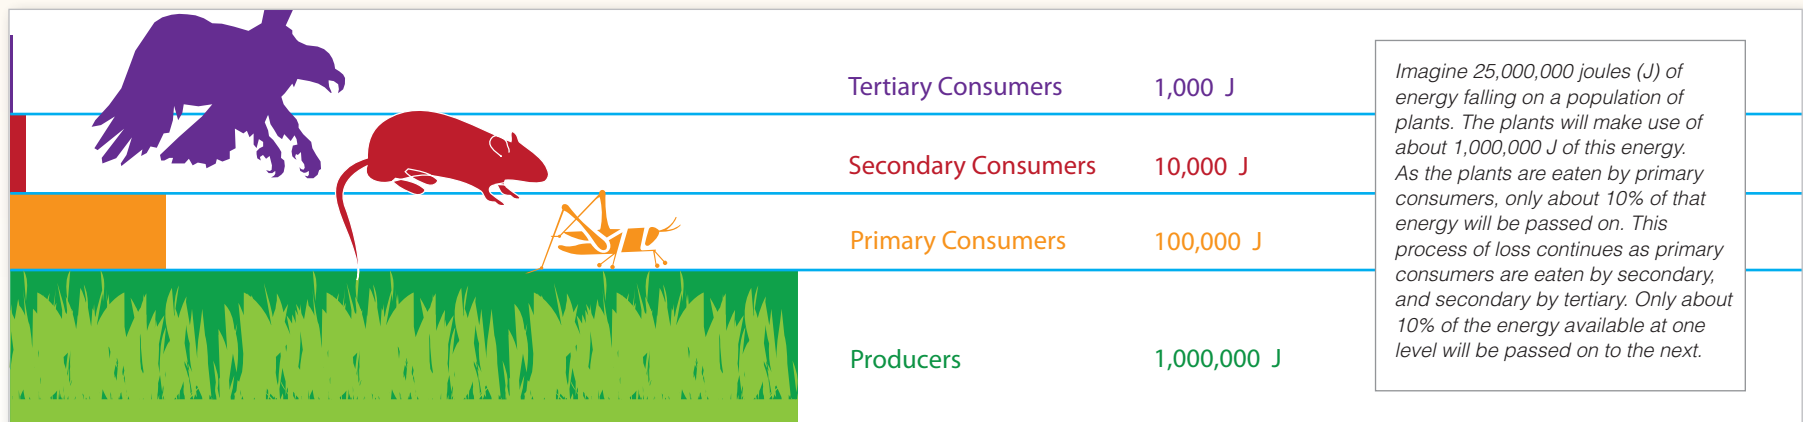 Tertiary Consumers 1,000 J
Secondary Consumers 10,000 J
Primary Consumers 100,000 J
Producers 1,000,000 J
Imagine 25,000,000 joules (J) of
energy falling on a population of
plants. The plants will make use of
about 1,000,000 J of this energy.
As the plants are eaten by primary
consumers, only about 10% of that
energy will be passed on. This
process of loss continues as primary
consumers are eaten by secondary,
and secondary by tertiary. Only about
10% of the energy available at one
level will be passed on to the next.